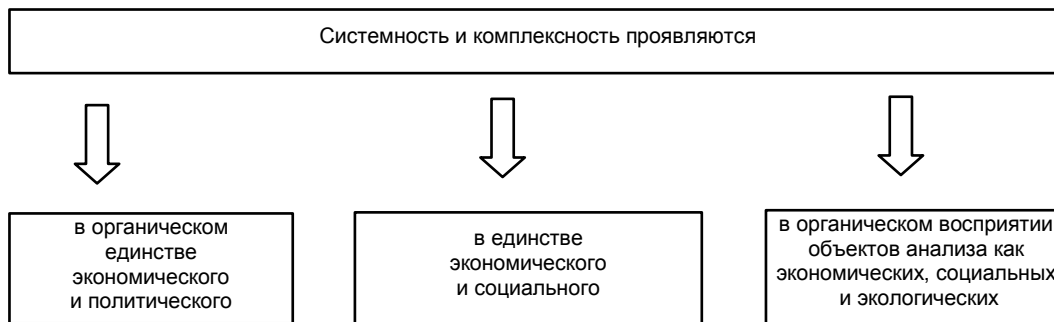 Системность и комплексность проявляются
в органическом
единстве
экономического
и политического
в единстве
экономического
и социального
в органическом восприятии
объектов анализа как
экономических, социальных
и экологических